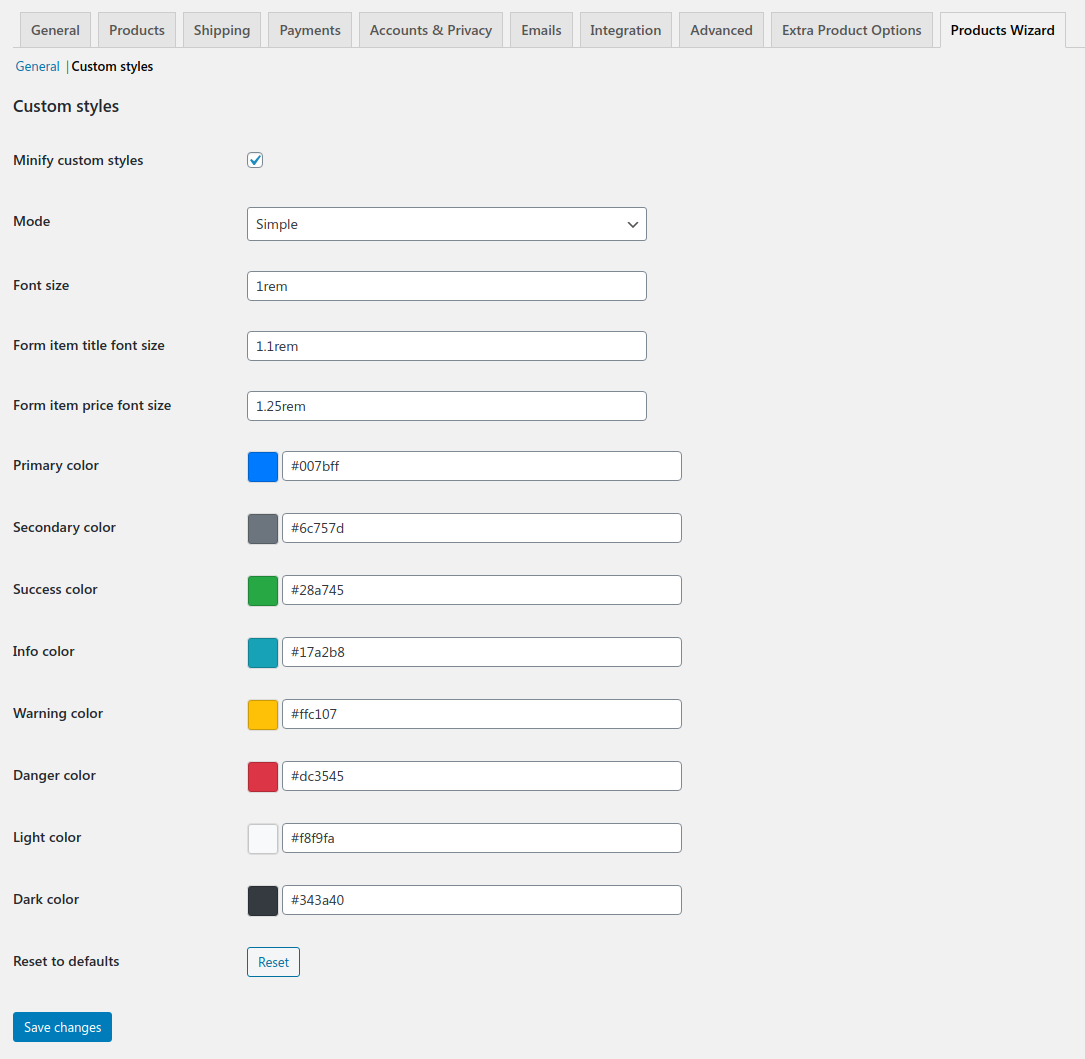 General Products Shipping Payments Accounts & Privacy Emails Integration Advanced Extra Product Options Products Wizard
General | Custom styles
Custom styles
Minify custom styles
Mode Simple
Font size 1rem
Form item title font size 1.1rem
Form item price font size 1.25rem
Primary color #007bff
Secondary color #6c757d
Success color #28a745
Info color #17a2b8
Warning color #ffc107
Danger color #dc3545
Light color #f8f9fa
Dark color #343a40
Reset to defaults Reset
Save changes